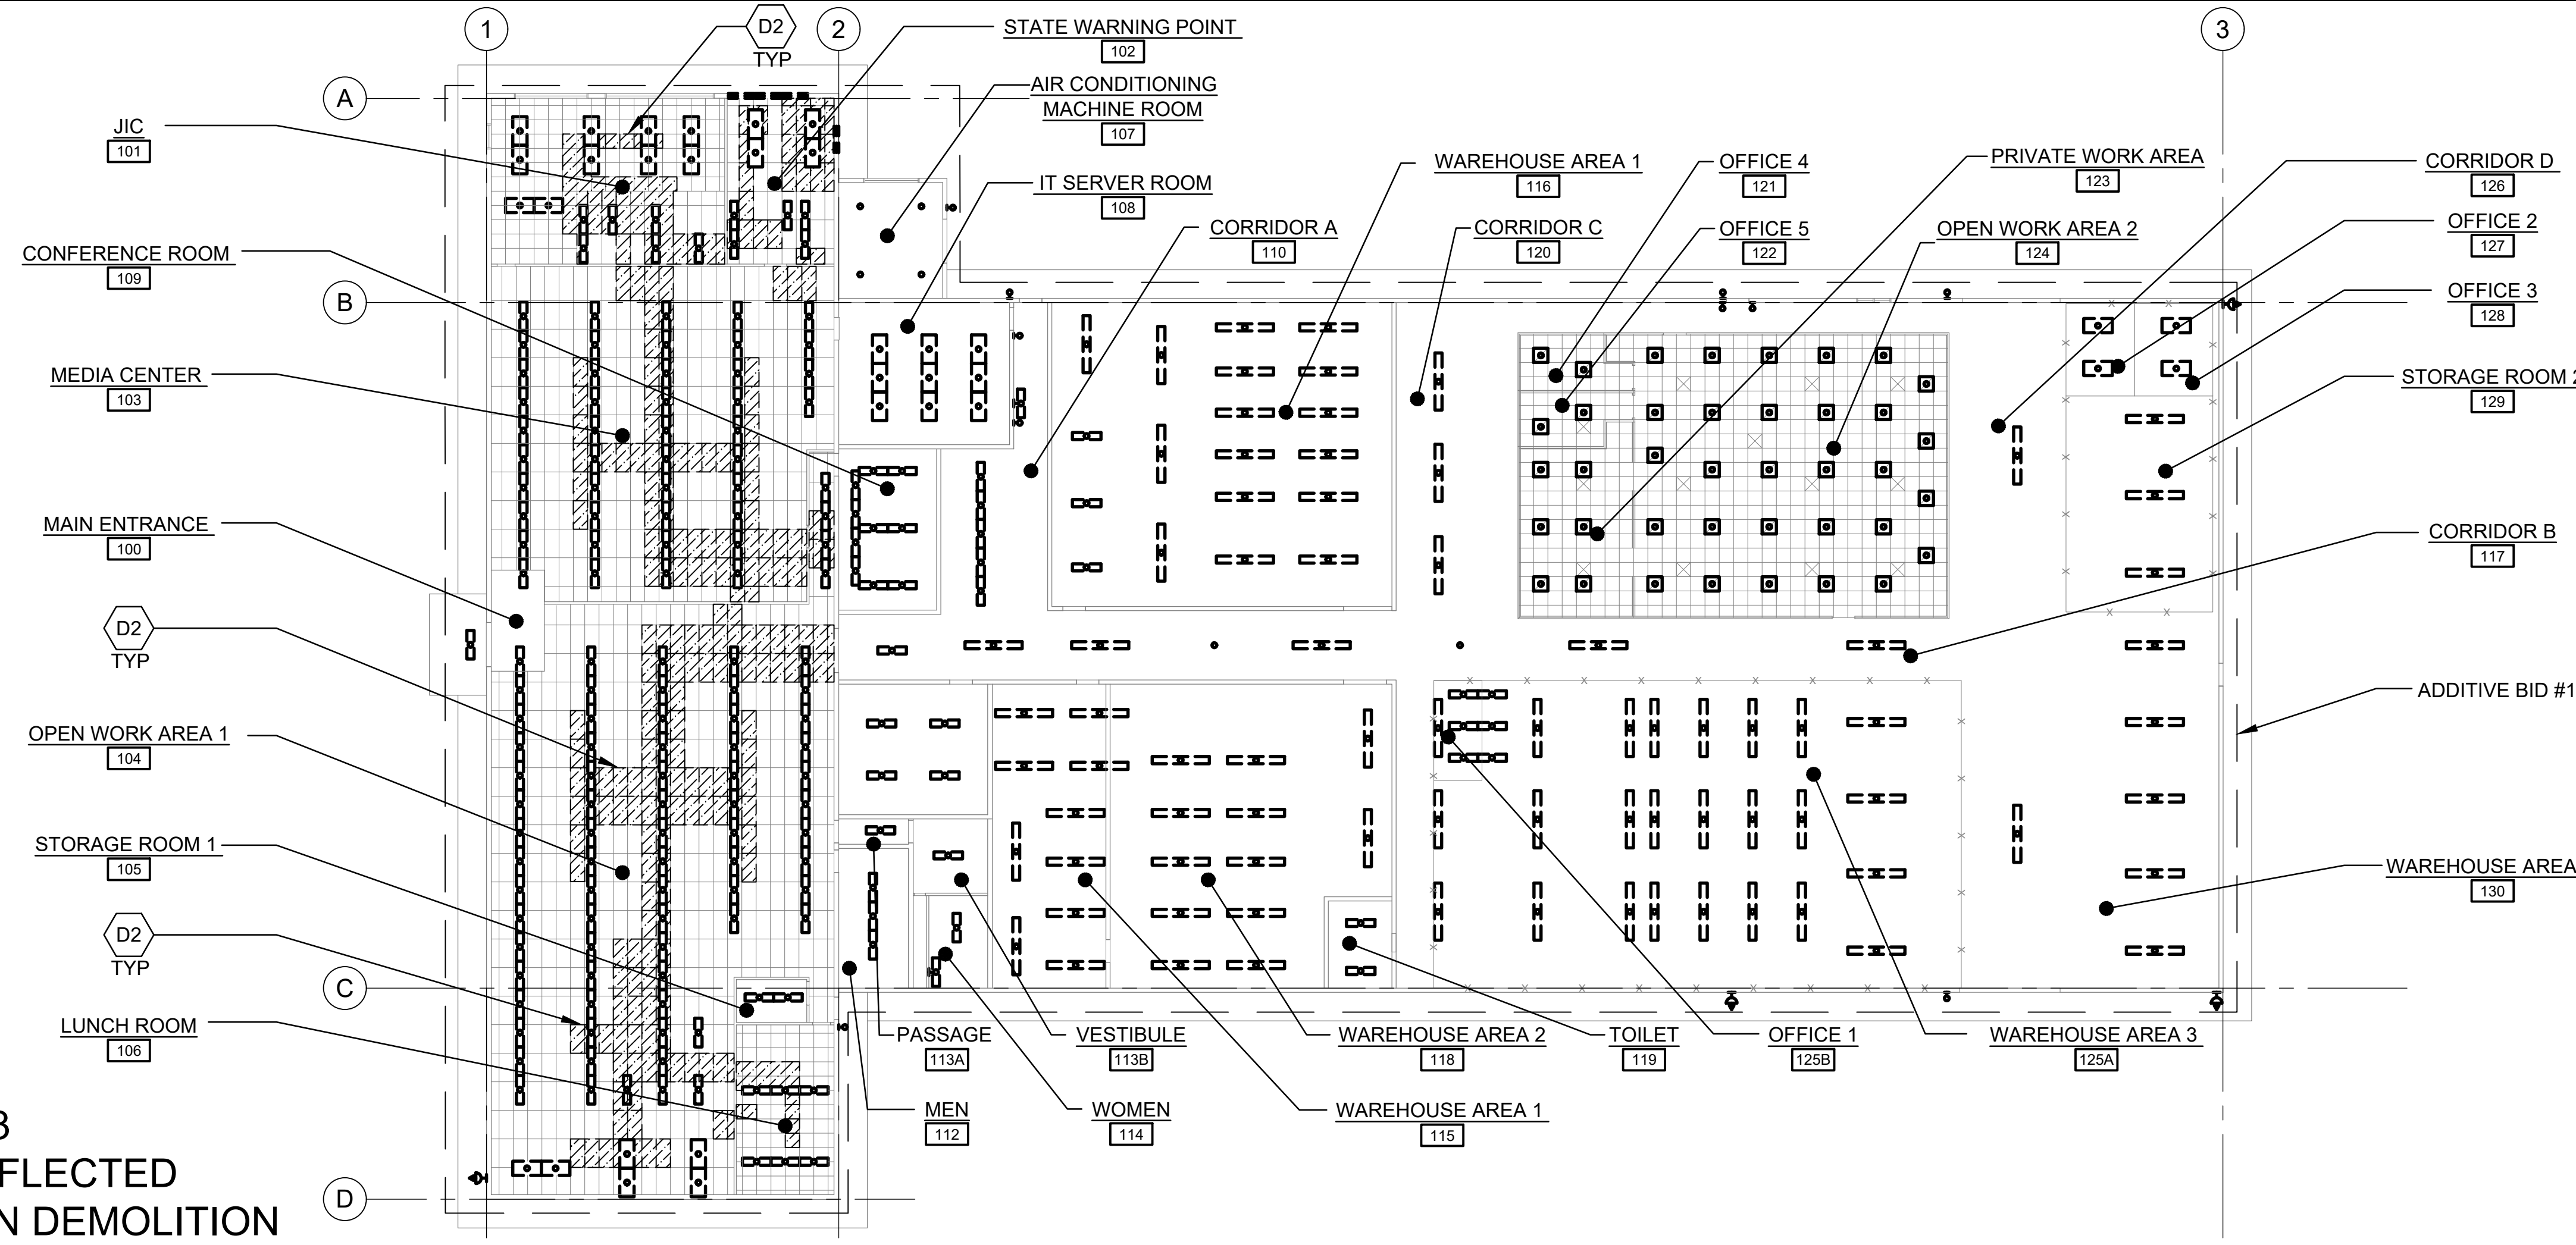 1
2
3
A
B
C
D
D2
TYP
STATE WARNING POINT
102
AIR CONDITIONING
MACHINE ROOM
107
IT SERVER ROOM
108
CORRIDOR A
110
WAREHOUSE AREA 1
116
CORRIDOR C
120
OFFICE 4
121
OFFICE 5
122
PRIVATE WORK AREA
123
OPEN WORK AREA 2
124
CORRIDOR D
126
OFFICE 2
127
OFFICE 3
128
STORAGE ROOM 2
129
CORRIDOR B
117
ADDITIVE BID #1
WAREHOUSE AREA
130
JIC
101
CONFERENCE ROOM
109
MEDIA CENTER
103
MAIN ENTRANCE
100
D2
TYP
OPEN WORK AREA 1
104
STORAGE ROOM 1
105
D2
TYP
LUNCH ROOM
106
PASSAGE
113A
VESTIBULE
113B
WAREHOUSE AREA 2
118
TOILET
119
OFFICE 1
125B
WAREHOUSE AREA 3
125A
MEN
112
WOMEN
114
WAREHOUSE AREA 1
115
FLECTED
N DEMOLITION